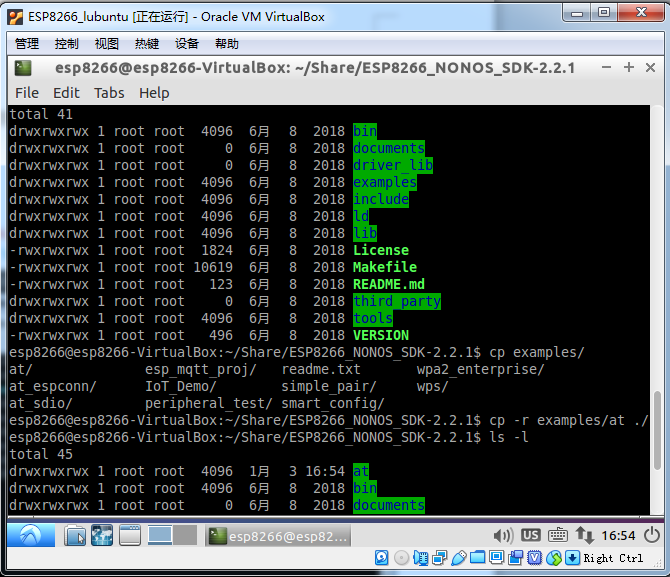 ESP8266_lubuntu [正在运行] - Oracle VM VirtualBox
管理 控制 视图 热键 设备 帮助
esp8266@esp8266-VirtualBox: ~/Share/ESP8266_NONOS_SDK-2.2.1
File Edit Tabs Help
total 41
drwxrwxrwx 1 root root  4096  6月  8  2018 bin
drwxrwxrwx 1 root root     0  6月  8  2018 documents
drwxrwxrwx 1 root root     0  6月  8  2018 driver_lib
drwxrwxrwx 1 root root  4096  6月  8  2018 examples
drwxrwxrwx 1 root root  4096  6月  8  2018 include
drwxrwxrwx 1 root root  4096  6月  8  2018 ld
drwxrwxrwx 1 root root  4096  6月  8  2018 lib
-rwxrwxrwx 1 root root  1824  6月  8  2018 License
-rwxrwxrwx 1 root root 10619  6月  8  2018 Makefile
-rwxrwxrwx 1 root root   123  6月  8  2018 README.md
drwxrwxrwx 1 root root     0  6月  8  2018 third_party
drwxrwxrwx 1 root root  4096  6月  8  2018 tools
-rwxrwxrwx 1 root root   496  6月  8  2018 VERSION
esp8266@esp8266-VirtualBox:~/Share/ESP8266_NONOS_SDK-2.2.1$ cp examples/
at/              esp_mqtt_proj/   readme.txt       wpa2_enterprise/
at_espconn/      IoT_Demo/        simple_pair/     wps/
at_sdio/         peripheral_test/ smart_config/
esp8266@esp8266-VirtualBox:~/Share/ESP8266_NONOS_SDK-2.2.1$ cp -r examples/at ./
esp8266@esp8266-VirtualBox:~/Share/ESP8266_NONOS_SDK-2.2.1$ ls -l
total 45
drwxrwxrwx 1 root root  4096  1月  3 16:54 at
drwxrwxrwx 1 root root  4096  6月  8  2018 bin
drwxrwxrwx 1 root root     0  6月  8  2018 documents
esp8266@esp82... US 16:54
Right Ctrl